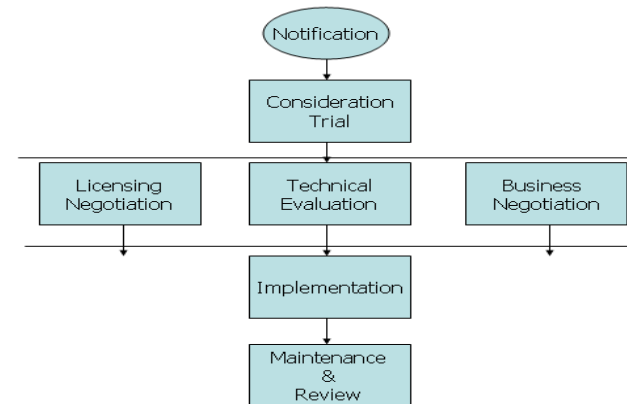 Notification
Consideration
Trial
Licensing
Negotiation
Technical
Evaluation
Business
Negotiation
Implementation
Maintenance
&
Review